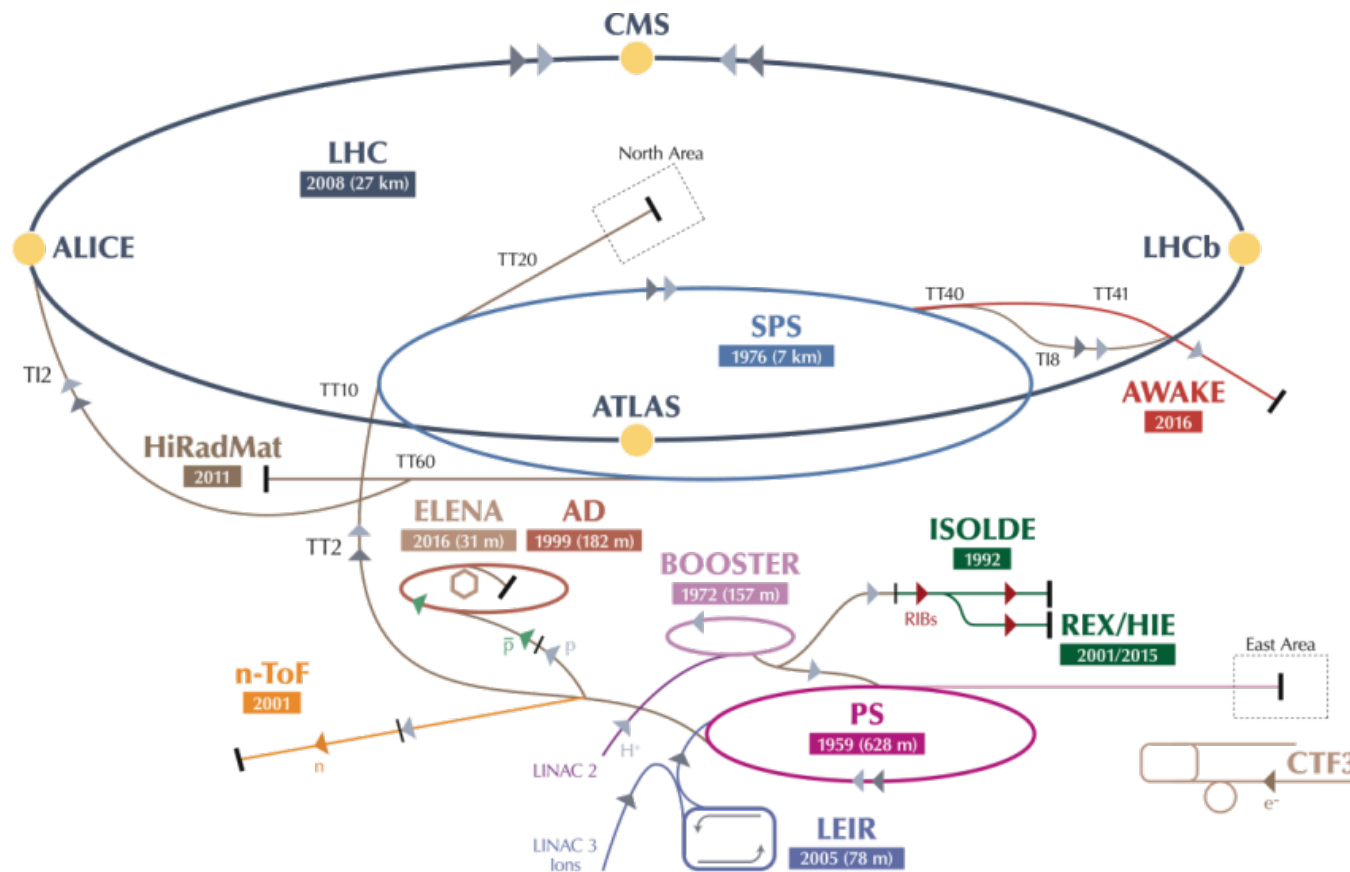 CMS
LHC
2008 (27 km)
North Area
ALICE
LHCb
TT20
TT40
TT41
SPS
1976 (7 km)
TI8
TI2
TT10
ATLAS
AWAKE
2016
HiRadMat
2011
TT60
ELENA
2016 (31 m)
AD
1999 (182 m)
ISOLDE
1992
TT2
BOOSTER
1972 (157 m)
RIBs
REX/HIE
2001/2015
p̅
p
East Area
n-ToF
2001
PS
1959 (628 m)
H⁺
n
LINAC 2
CTF3
e⁻
LEIR
2005 (78 m)
LINAC 3
Ions